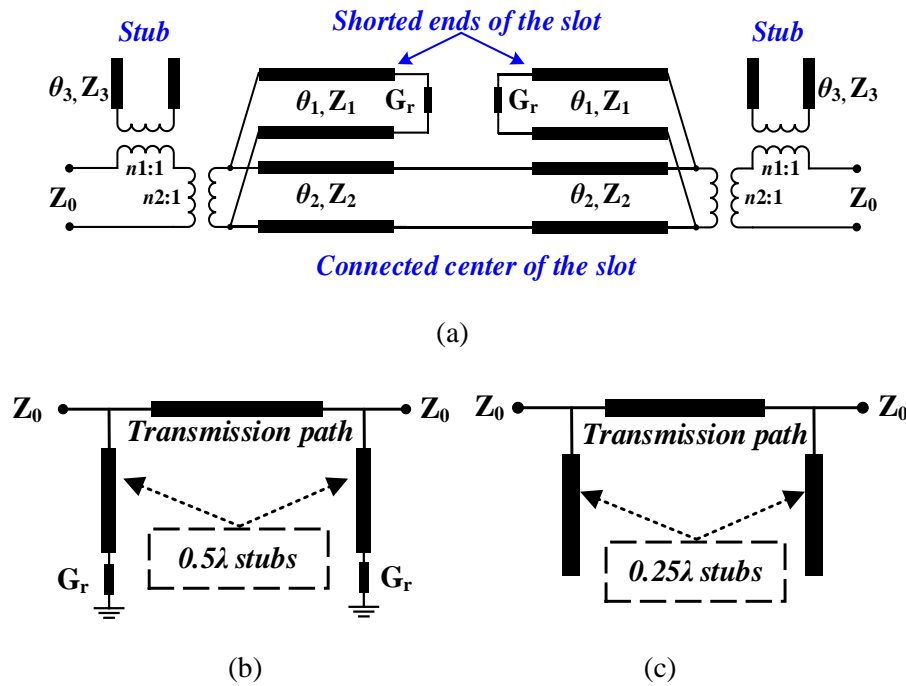 Shorted ends of the slot
Stub
Stub
θ3, Z3
θ1, Z1
Gr
Gr
θ1, Z1
θ3, Z3
n1:1
n1:1
Z0
n2:1
θ2, Z2
θ2, Z2
n2:1
Z0
Connected center of the slot
(a)
Z0
Z0
Transmission path
0.5λ stubs
Gr
Gr
(b)
Z0
Z0
Transmission path
0.25λ stubs
(c)